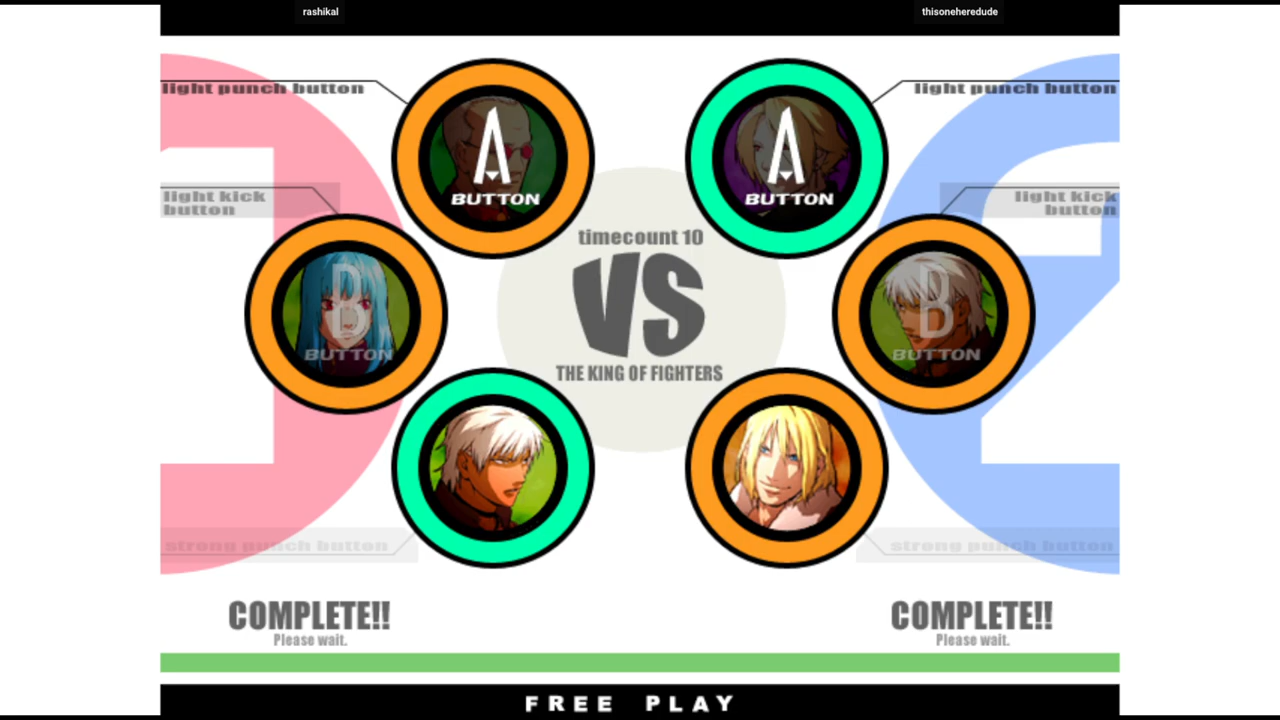 rashikal
thisoneheredude
light punch button
light punch button
A
BUTTON
A
BUTTON
light kick
button
light kick
button
timecount 10
VS
THE KING OF FIGHTERS
B
BUTTON
B
BUTTON
1
2
strong punch button
strong punch button
COMPLETE!!
Please wait.
COMPLETE!!
Please wait.
FREE PLAY